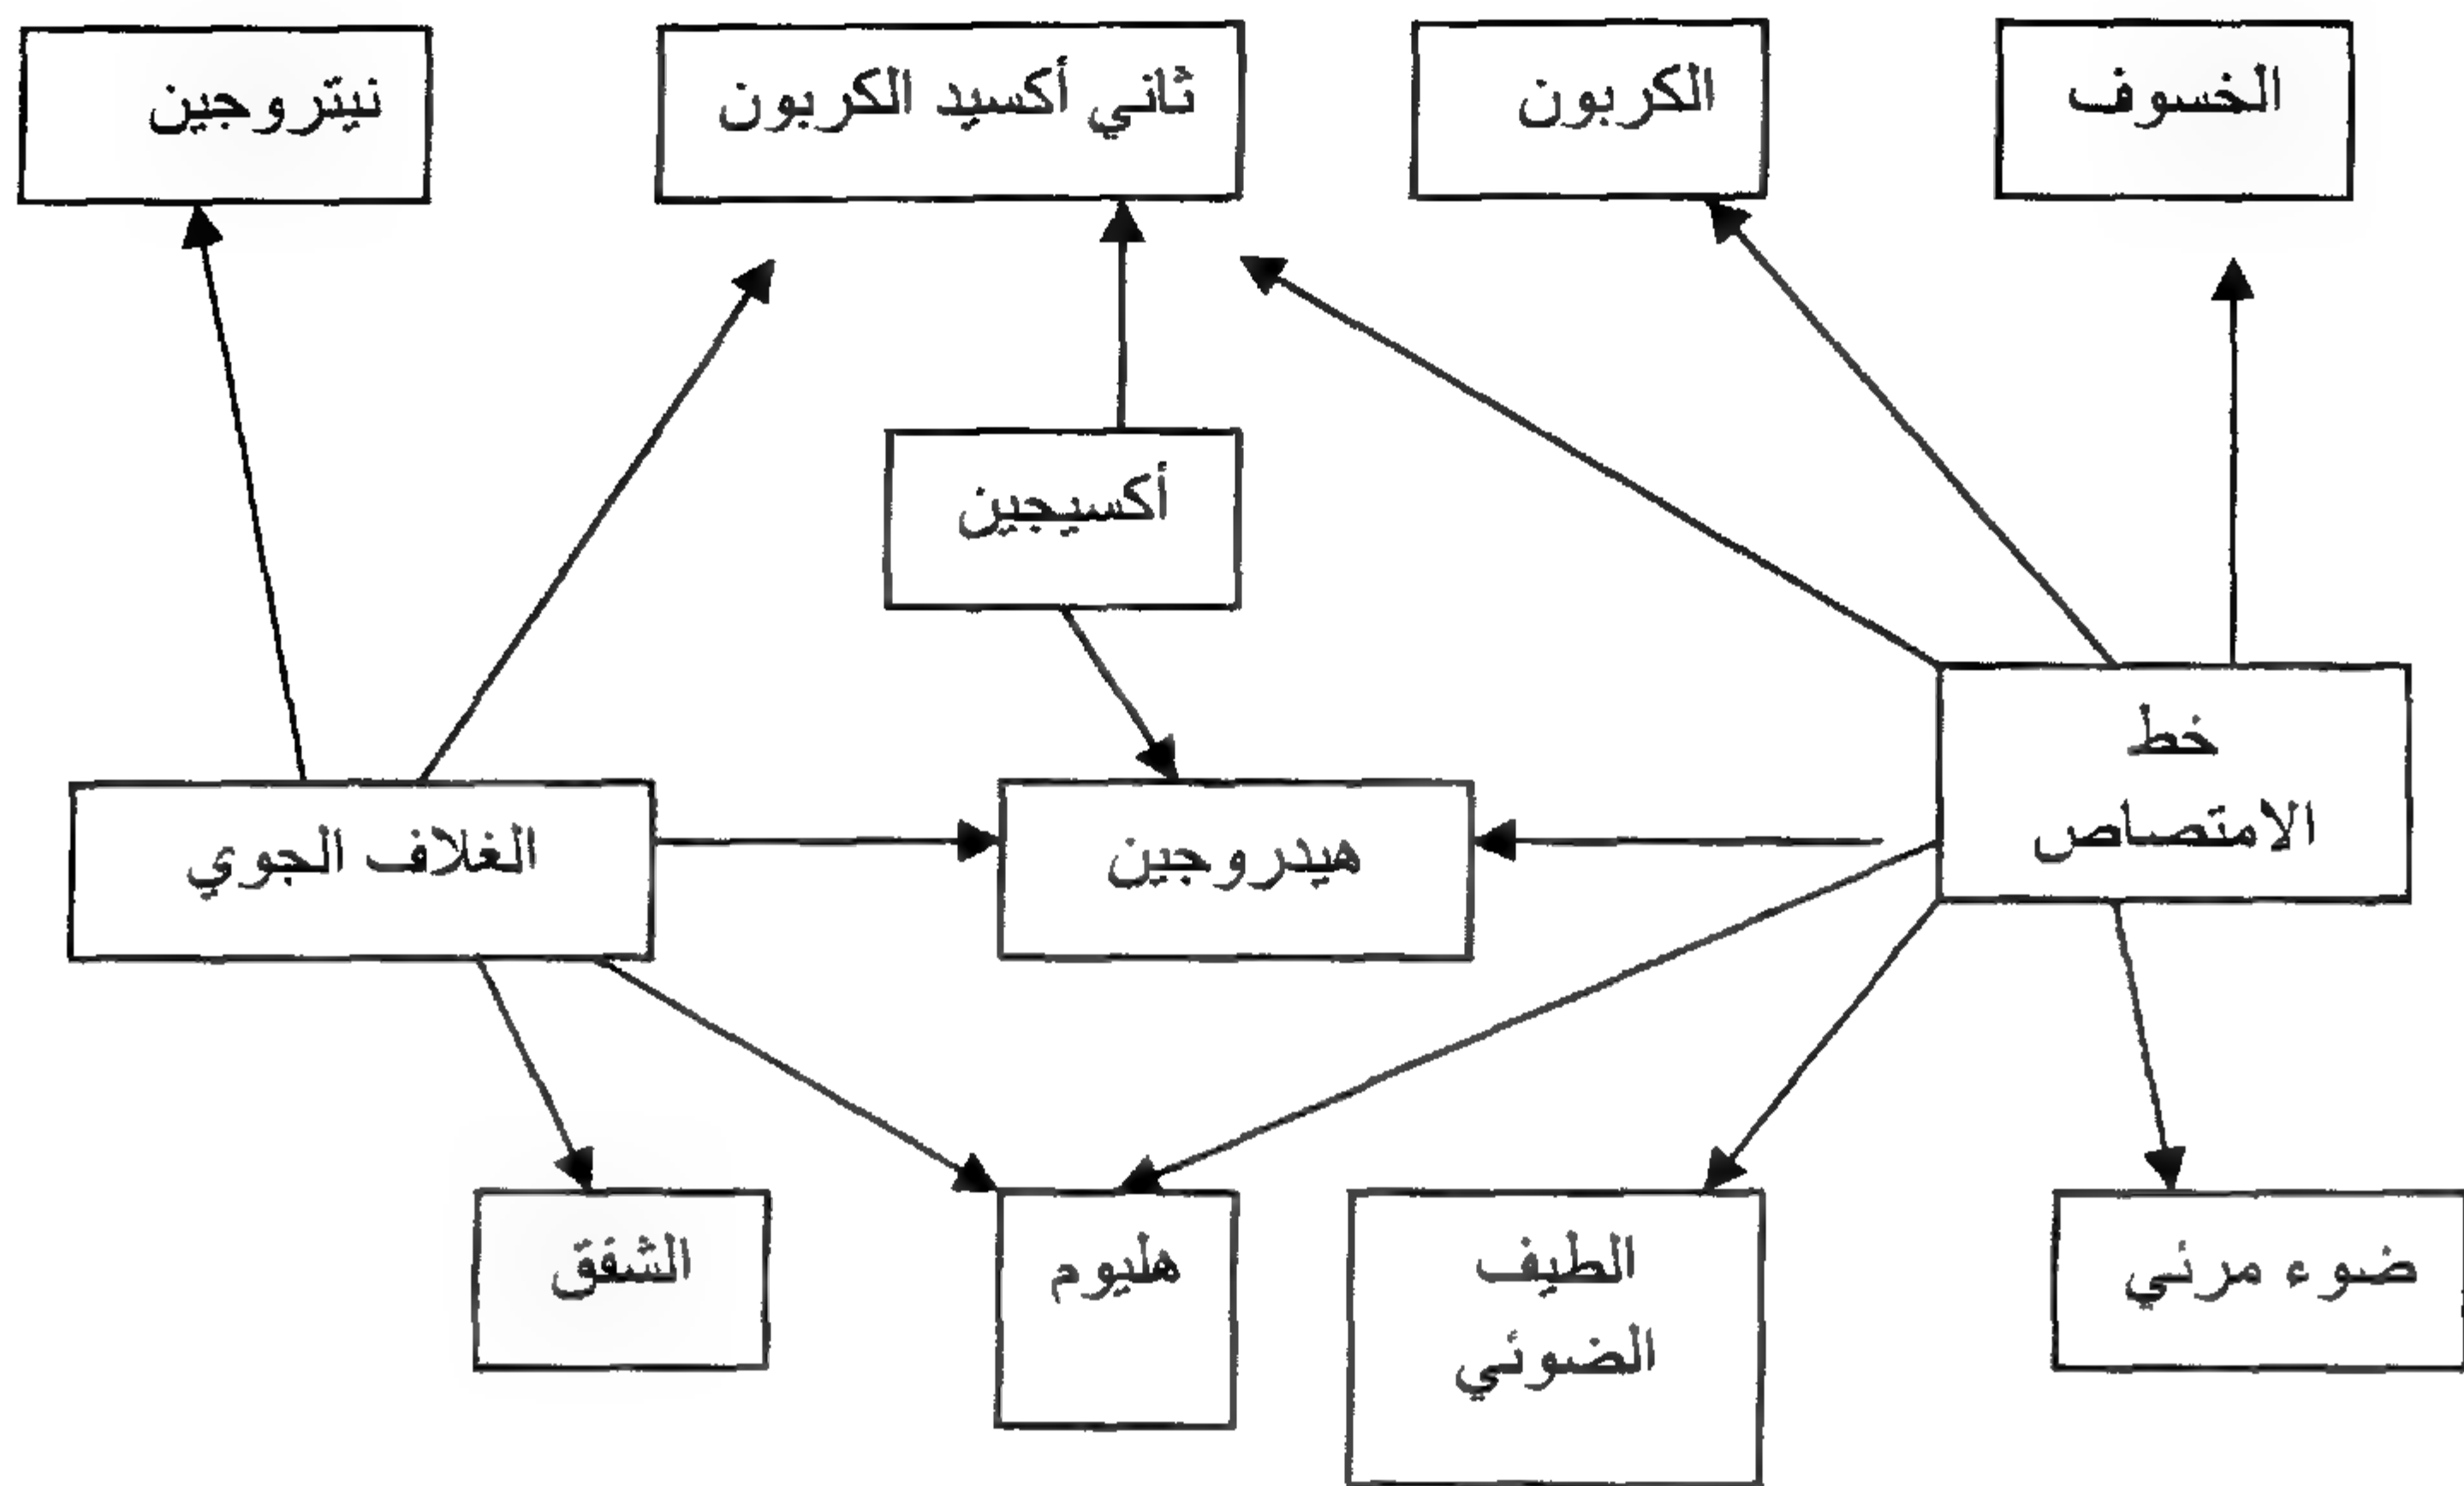 الخسوف
الكربون
ثاني أكسيد الكربون
نيتروجين
أكسيجين
خط
الامتصاص
هيدروجين
الغلاف الجوي
ضوء مرئي
الطيف
الضوئي
هليوم
الشفق